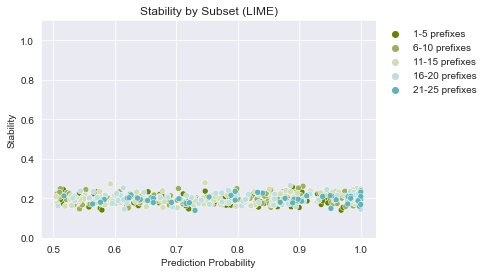 Stability by Subset (LIME)
1.0
0.8
0.6
0.4
0.2
0.0
Stability
0.5 0.6 0.7 0.8 0.9 1.0
Prediction Probability
1-5 prefixes
6-10 prefixes
11-15 prefixes
16-20 prefixes
21-25 prefixes